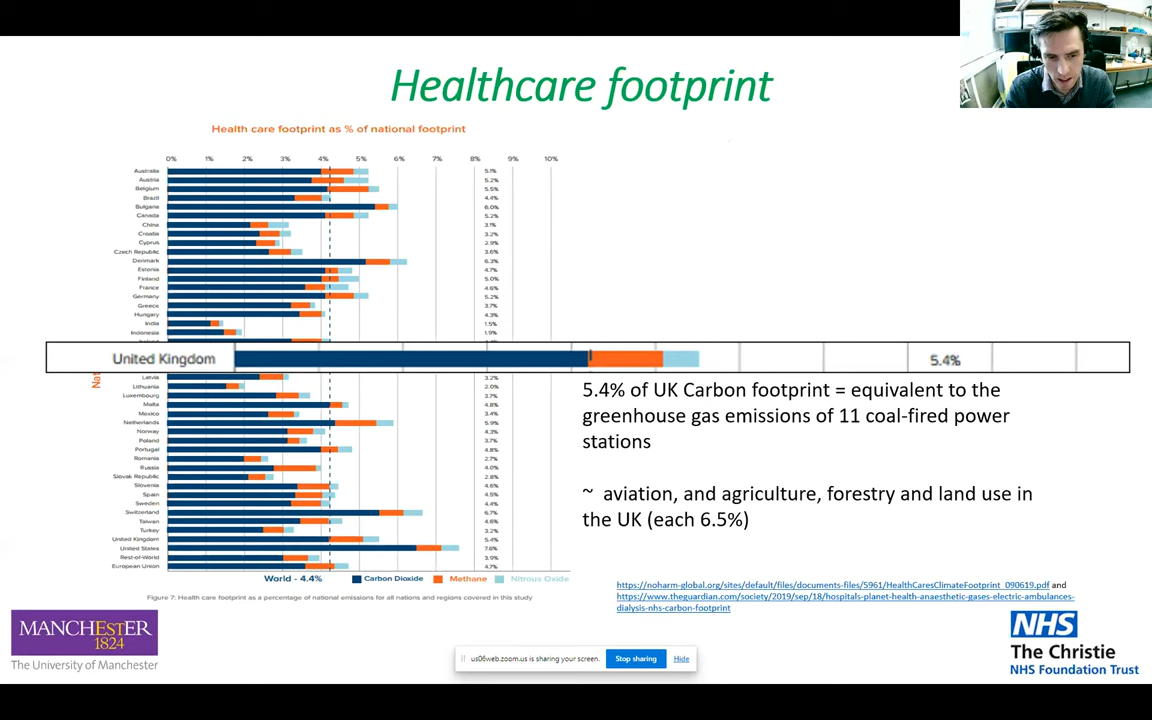 Healthcare footprint
Health care footprint as % of national footprint
0% 1% 2% 3% 4% 5% 6% 7% 8% 9% 10%
Australia 5.1%
Austria 5.2%
Belgium 5.5%
Brazil 4.4%
Bulgaria 6.0%
Canada 5.2%
China 3.1%
Croatia 3.2%
Cyprus 2.9%
Czech Republic 3.6%
Denmark 6.3%
Estonia 4.7%
Finland 5.0%
France 4.6%
Germany 5.2%
Greece 3.7%
Hungary 4.3%
India 1.5%
Indonesia 1.9%
United Kingdom 5.4%
Latvia 3.2%
Lithuania 2.0%
Luxembourg 3.7%
Malta 4.8%
Mexico 3.4%
Netherlands 5.9%
Norway 4.3%
Poland 3.7%
Portugal 4.8%
Romania 2.7%
Russia 4.0%
Slovak Republic 2.8%
Slovenia 4.6%
Spain 4.5%
Sweden 4.4%
Switzerland 6.7%
Taiwan 4.6%
Turkey 3.2%
United Kingdom 5.4%
United States 7.6%
Rest-of-World 3.9%
European Union 4.7%
World - 4.4% Carbon Dioxide Methane Nitrous Oxide
Figure 7: Health care footprint as a percentage of national emissions for all nations and regions covered in this study
5.4% of UK Carbon footprint = equivalent to the
greenhouse gas emissions of 11 coal-fired power
stations
~ aviation, and agriculture, forestry and land use in
the UK (each 6.5%)
https://noharm-global.org/sites/default/files/documents-files/5961/HealthCaresClimateFootprint_090619.pdf and
https://www.theguardian.com/society/2019/sep/18/hospitals-planet-health-anaesthetic-gases-electric-ambulances-
dialysis-nhs-carbon-footprint
MANCHESTER
1824
The University of Manchester
us06web.zoom.us is sharing your screen. Stop sharing Hide
NHS
The Christie
NHS Foundation Trust